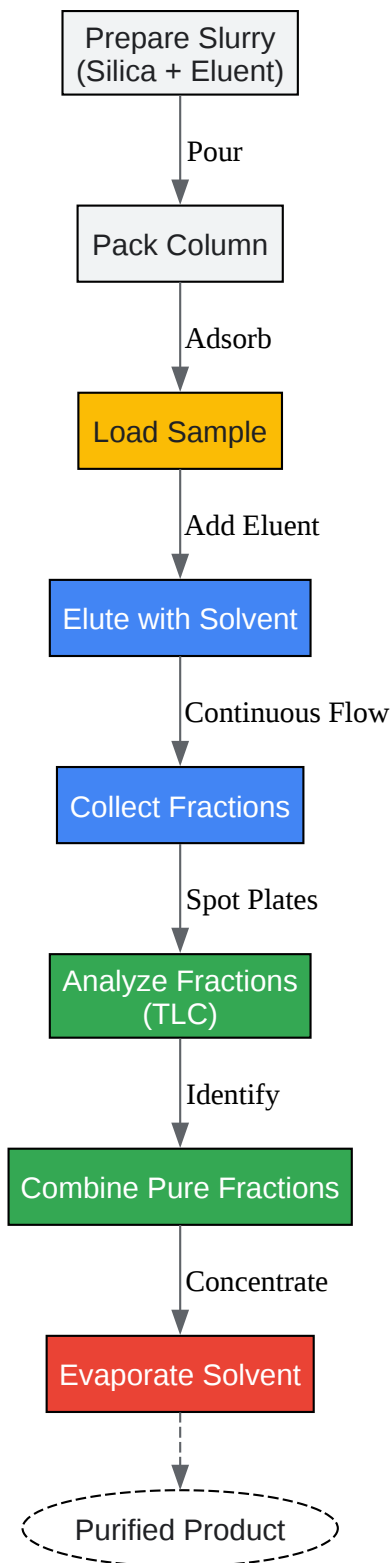 Prepare Slurry
(Silica + Eluent)
Pour
Pack Column
Adsorb
Load Sample
Add Eluent
Elute with Solvent
Continuous Flow
Collect Fractions
Spot Plates
Analyze Fractions
(TLC)
Identify
Combine Pure Fractions
Concentrate
Evaporate Solvent
Purified Product